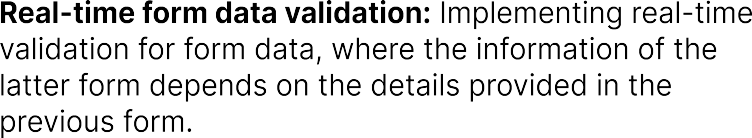 Real-time form data validation: Implementing real-time
validation for form data, where the information of the
latter form depends on the details provided in the
previous form.